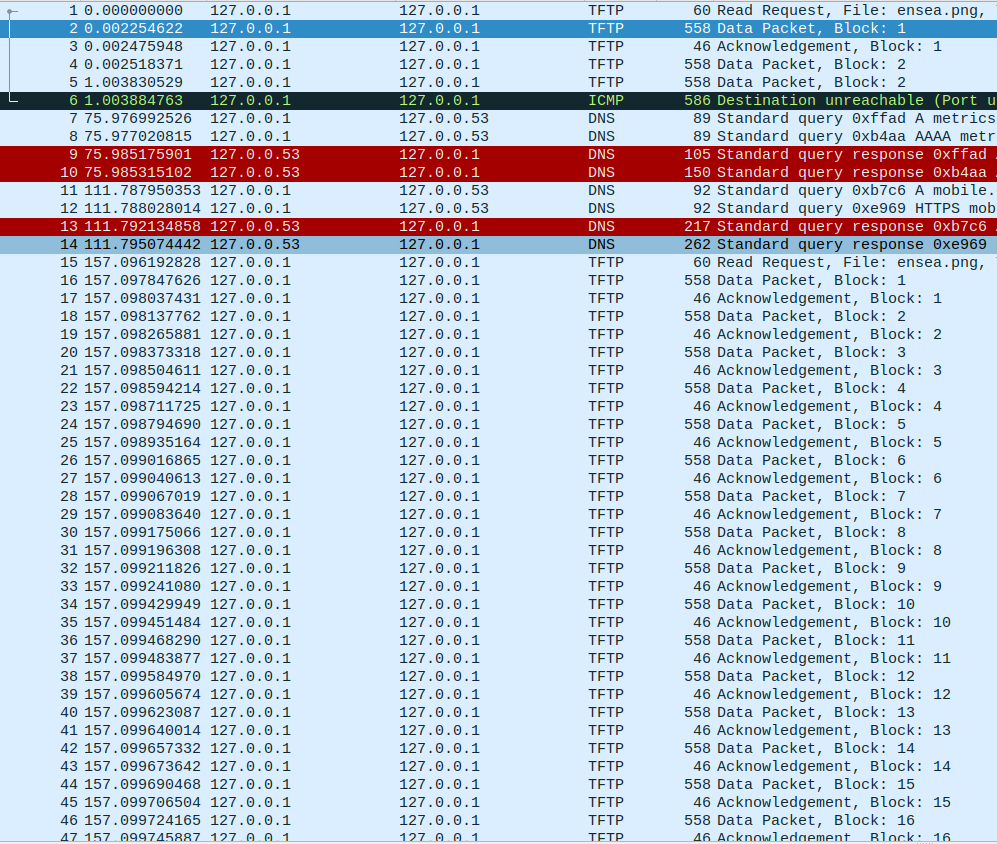 1 0.000000000 127.0.0.1 127.0.0.1 TFTP 60 Read Request, File: ensea.png,
2 0.002254622 127.0.0.1 127.0.0.1 TFTP 558 Data Packet, Block: 1
3 0.002475948 127.0.0.1 127.0.0.1 TFTP 46 Acknowledgement, Block: 1
4 0.002518371 127.0.0.1 127.0.0.1 TFTP 558 Data Packet, Block: 2
5 1.003830529 127.0.0.1 127.0.0.1 TFTP 558 Data Packet, Block: 2
6 1.003884763 127.0.0.1 127.0.0.1 ICMP 586 Destination unreachable (Port u
7 75.976992526 127.0.0.1 127.0.0.53 DNS 89 Standard query 0xffad A metrics
8 75.977020815 127.0.0.1 127.0.0.53 DNS 89 Standard query 0xb4aa AAAA metr
9 75.985175901 127.0.0.53 127.0.0.1 DNS 105 Standard query response 0xffad
10 75.985315102 127.0.0.53 127.0.0.1 DNS 150 Standard query response 0xb4aa
11 111.787950353 127.0.0.1 127.0.0.53 DNS 92 Standard query 0xb7c6 A mobile.
12 111.788028014 127.0.0.1 127.0.0.53 DNS 92 Standard query 0xe969 HTTPS mob
13 111.792134858 127.0.0.53 127.0.0.1 DNS 217 Standard query response 0xb7c6
14 111.795074442 127.0.0.53 127.0.0.1 DNS 262 Standard query response 0xe969
15 157.096192828 127.0.0.1 127.0.0.1 TFTP 60 Read Request, File: ensea.png,
16 157.097847626 127.0.0.1 127.0.0.1 TFTP 558 Data Packet, Block: 1
17 157.098037431 127.0.0.1 127.0.0.1 TFTP 46 Acknowledgement, Block: 1
18 157.098137762 127.0.0.1 127.0.0.1 TFTP 558 Data Packet, Block: 2
19 157.098265881 127.0.0.1 127.0.0.1 TFTP 46 Acknowledgement, Block: 2
20 157.098373318 127.0.0.1 127.0.0.1 TFTP 558 Data Packet, Block: 3
21 157.098504611 127.0.0.1 127.0.0.1 TFTP 46 Acknowledgement, Block: 3
22 157.098594214 127.0.0.1 127.0.0.1 TFTP 558 Data Packet, Block: 4
23 157.098711725 127.0.0.1 127.0.0.1 TFTP 46 Acknowledgement, Block: 4
24 157.098794690 127.0.0.1 127.0.0.1 TFTP 558 Data Packet, Block: 5
25 157.098935164 127.0.0.1 127.0.0.1 TFTP 46 Acknowledgement, Block: 5
26 157.099016865 127.0.0.1 127.0.0.1 TFTP 558 Data Packet, Block: 6
27 157.099040613 127.0.0.1 127.0.0.1 TFTP 46 Acknowledgement, Block: 6
28 157.099067019 127.0.0.1 127.0.0.1 TFTP 558 Data Packet, Block: 7
29 157.099083640 127.0.0.1 127.0.0.1 TFTP 46 Acknowledgement, Block: 7
30 157.099175066 127.0.0.1 127.0.0.1 TFTP 558 Data Packet, Block: 8
31 157.099196308 127.0.0.1 127.0.0.1 TFTP 46 Acknowledgement, Block: 8
32 157.099211826 127.0.0.1 127.0.0.1 TFTP 558 Data Packet, Block: 9
33 157.099241080 127.0.0.1 127.0.0.1 TFTP 46 Acknowledgement, Block: 9
34 157.099429949 127.0.0.1 127.0.0.1 TFTP 558 Data Packet, Block: 10
35 157.099451484 127.0.0.1 127.0.0.1 TFTP 46 Acknowledgement, Block: 10
36 157.099468290 127.0.0.1 127.0.0.1 TFTP 558 Data Packet, Block: 11
37 157.099483877 127.0.0.1 127.0.0.1 TFTP 46 Acknowledgement, Block: 11
38 157.099584970 127.0.0.1 127.0.0.1 TFTP 558 Data Packet, Block: 12
39 157.099605674 127.0.0.1 127.0.0.1 TFTP 46 Acknowledgement, Block: 12
40 157.099623087 127.0.0.1 127.0.0.1 TFTP 558 Data Packet, Block: 13
41 157.099640014 127.0.0.1 127.0.0.1 TFTP 46 Acknowledgement, Block: 13
42 157.099657332 127.0.0.1 127.0.0.1 TFTP 558 Data Packet, Block: 14
43 157.099673642 127.0.0.1 127.0.0.1 TFTP 46 Acknowledgement, Block: 14
44 157.099690468 127.0.0.1 127.0.0.1 TFTP 558 Data Packet, Block: 15
45 157.099706504 127.0.0.1 127.0.0.1 TFTP 46 Acknowledgement, Block: 15
46 157.099724165 127.0.0.1 127.0.0.1 TFTP 558 Data Packet, Block: 16
47 157.099745887 127.0.0.1 127.0.0.1 TFTP 46 Acknowledgement, Block: 16